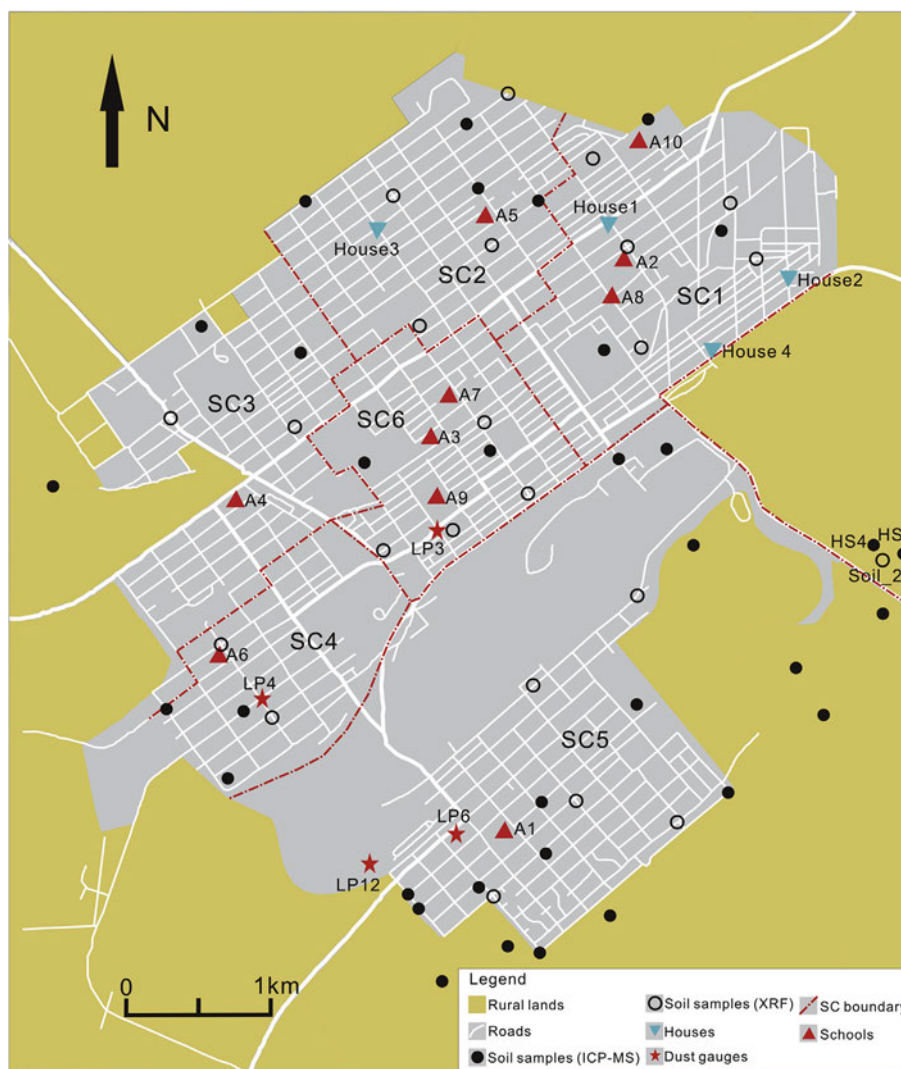 N
A10
House1
A5
House3
A2
SC2
SC1
House2
A8
House 4
A7
SC3
SC6
A3
A4
A9
LP3
HS4 HS
Soil_2
SC4
A6
LP4
SC5
LP6
A1
LP12
0 1km
Legend
Rural lands
Soil samples (XRF)
SC boundary
Roads
Houses
Schools
Soil samples (ICP-MS)
Dust gauges